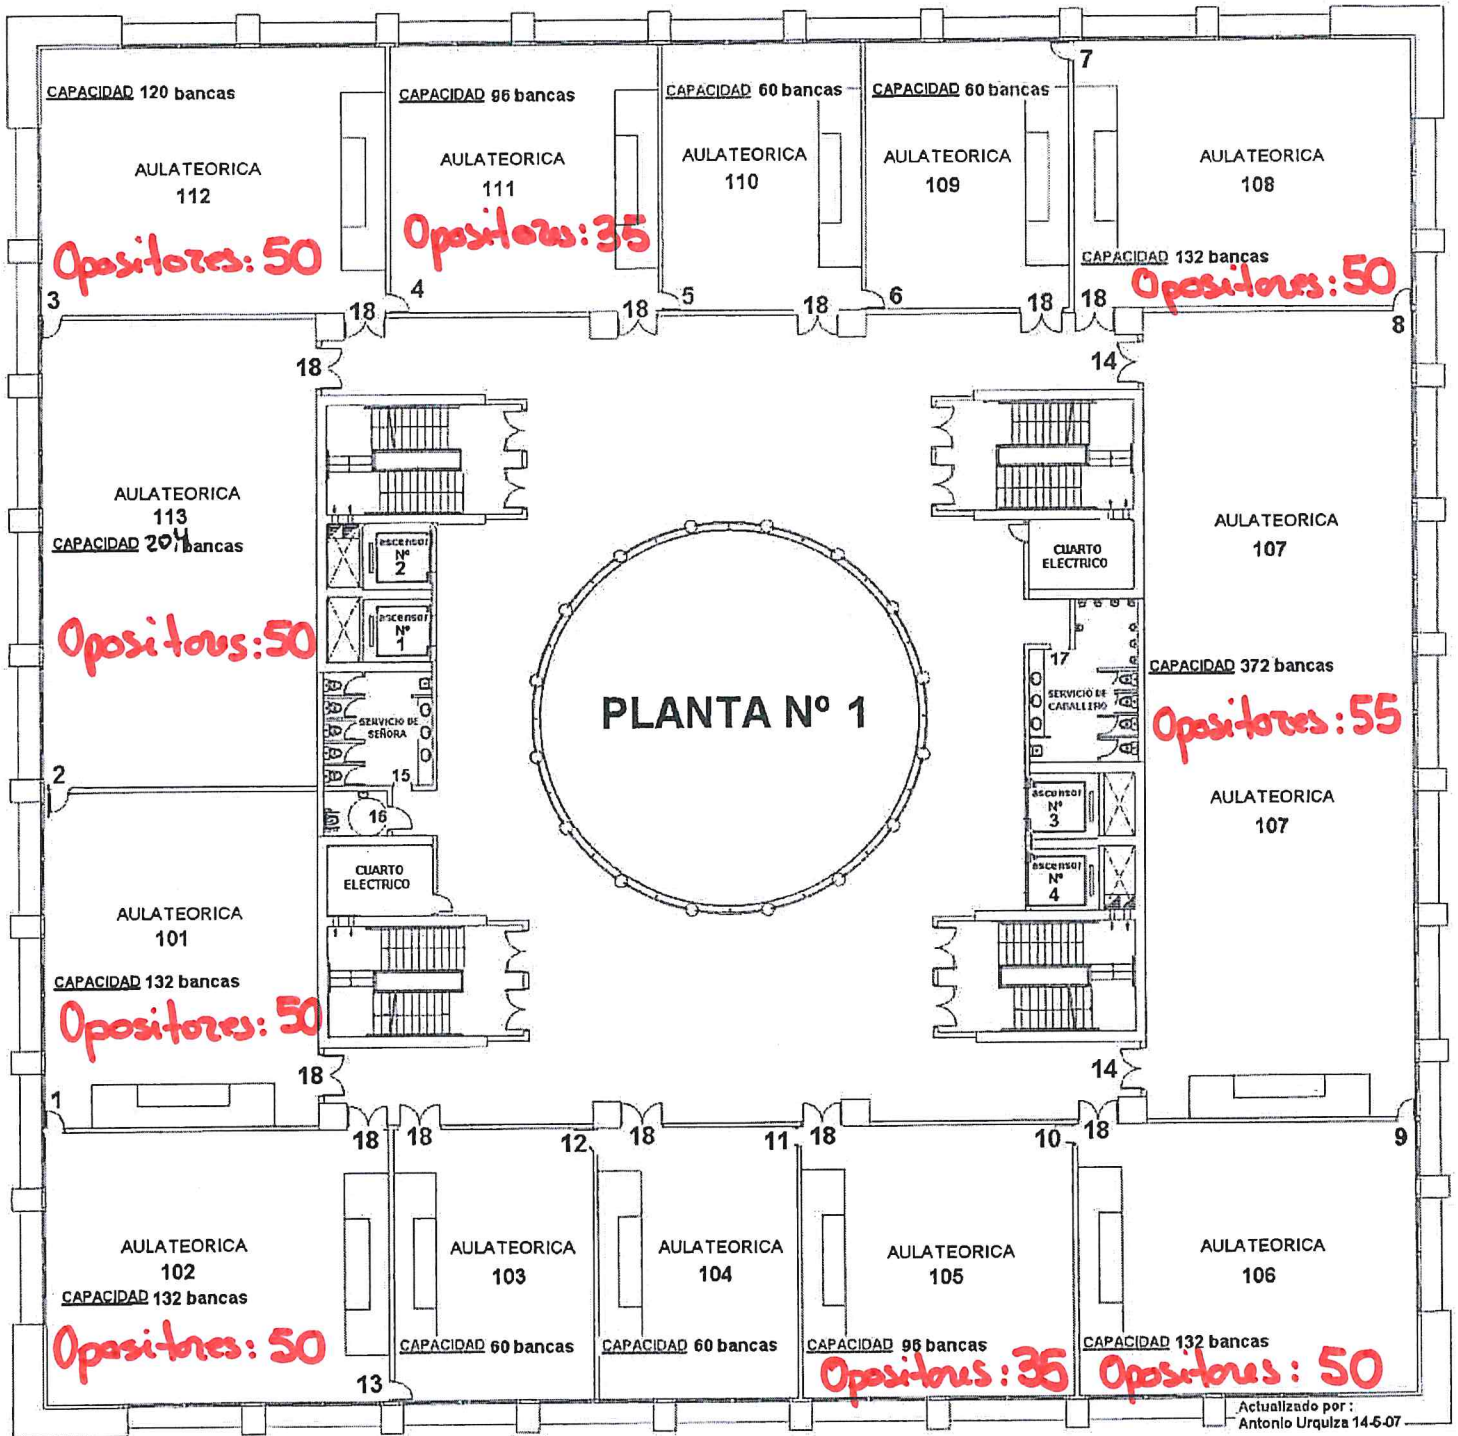 CAPACIDAD 120 bancas
AULA TEORICA
112
Opositores: 50
CAPACIDAD 96 bancas
AULA TEORICA
111
Opositores: 35
CAPACIDAD 60 bancas
AULA TEORICA
110
CAPACIDAD 60 bancas
AULA TEORICA
109
7
AULA TEORICA
108
CAPACIDAD 132 bancas
Opositores: 50
3
18
4
18
5
18
6
18
18
8
18
14
AULA TEORICA
113
CAPACIDAD 204 bancas
Opositores: 50
ascensor
Nº
2
ascensor
Nº
1
SERVICIO DE
SEÑORA
15
16
CUARTO
ELECTRICO
PLANTA Nº 1
CUARTO
ELECTRICO
17
SERVICIO DE
CABALLERO
ascensor
Nº
3
ascensor
Nº
4
AULA TEORICA
107
CAPACIDAD 372 bancas
Opositores: 55
AULA TEORICA
107
2
AULA TEORICA
101
CAPACIDAD 132 bancas
Opositores: 50
18
14
1
18
18
12
18
11
18
10
18
9
AULA TEORICA
102
CAPACIDAD 132 bancas
Opositores: 50
13
AULA TEORICA
103
CAPACIDAD 60 bancas
AULA TEORICA
104
CAPACIDAD 60 bancas
AULA TEORICA
105
CAPACIDAD 96 bancas
Opositores: 35
AULA TEORICA
106
CAPACIDAD 132 bancas
Opositores: 50
Actualizado por :
Antonio Urquiza 14-5-07